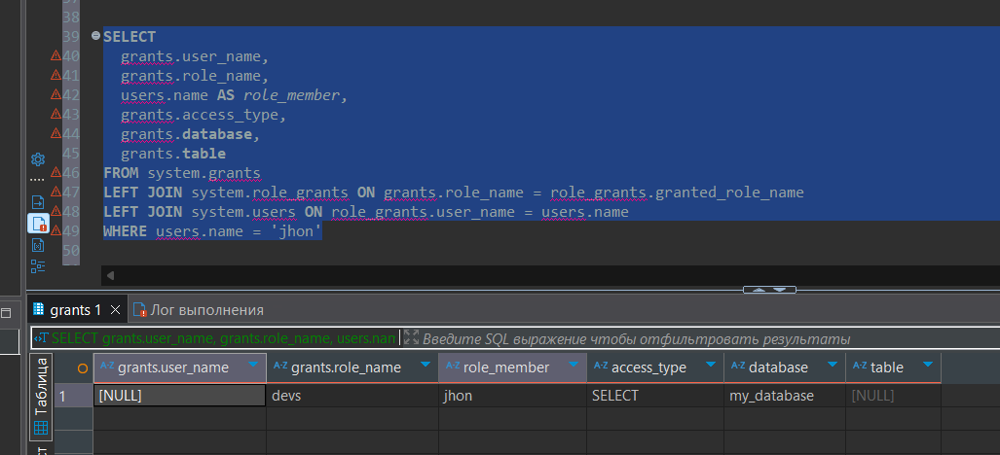 38
39 SELECT
40 grants.user_name,
41 grants.role_name,
42 users.name AS role_member,
43 grants.access_type,
44 grants.database,
45 grants.table
46 FROM system.grants
47 LEFT JOIN system.role_grants ON grants.role_name = role_grants.granted_role_name
48 LEFT JOIN system.users ON role_grants.user_name = users.name
49 WHERE users.name = 'jhon'
50
grants 1 Лог выполнения
SELECT grants.user_name, grants.role_name, users.nan Введите SQL выражение чтобы отфильтровать результаты
Таблица
A-Z grants.user_name A-Z grants.role_name A-Z role_member A-Z access_type A-Z database A-Z table
1 [NULL] devs jhon SELECT my_database [NULL]